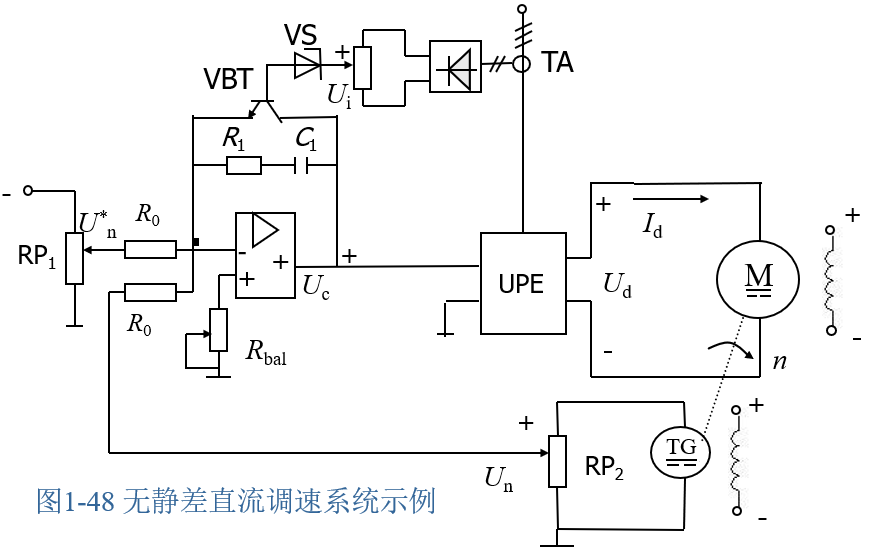 VS
+
TA
VBT
Ui
R1
C1
-
U*n
R0
RP1
-
+
+
+
Uc
UPE
+
Id
Ud
-
M
n
+
-
R0
Rbal
+
Un
RP2
TG
+
-
图1-48 无静差直流调速系统示例